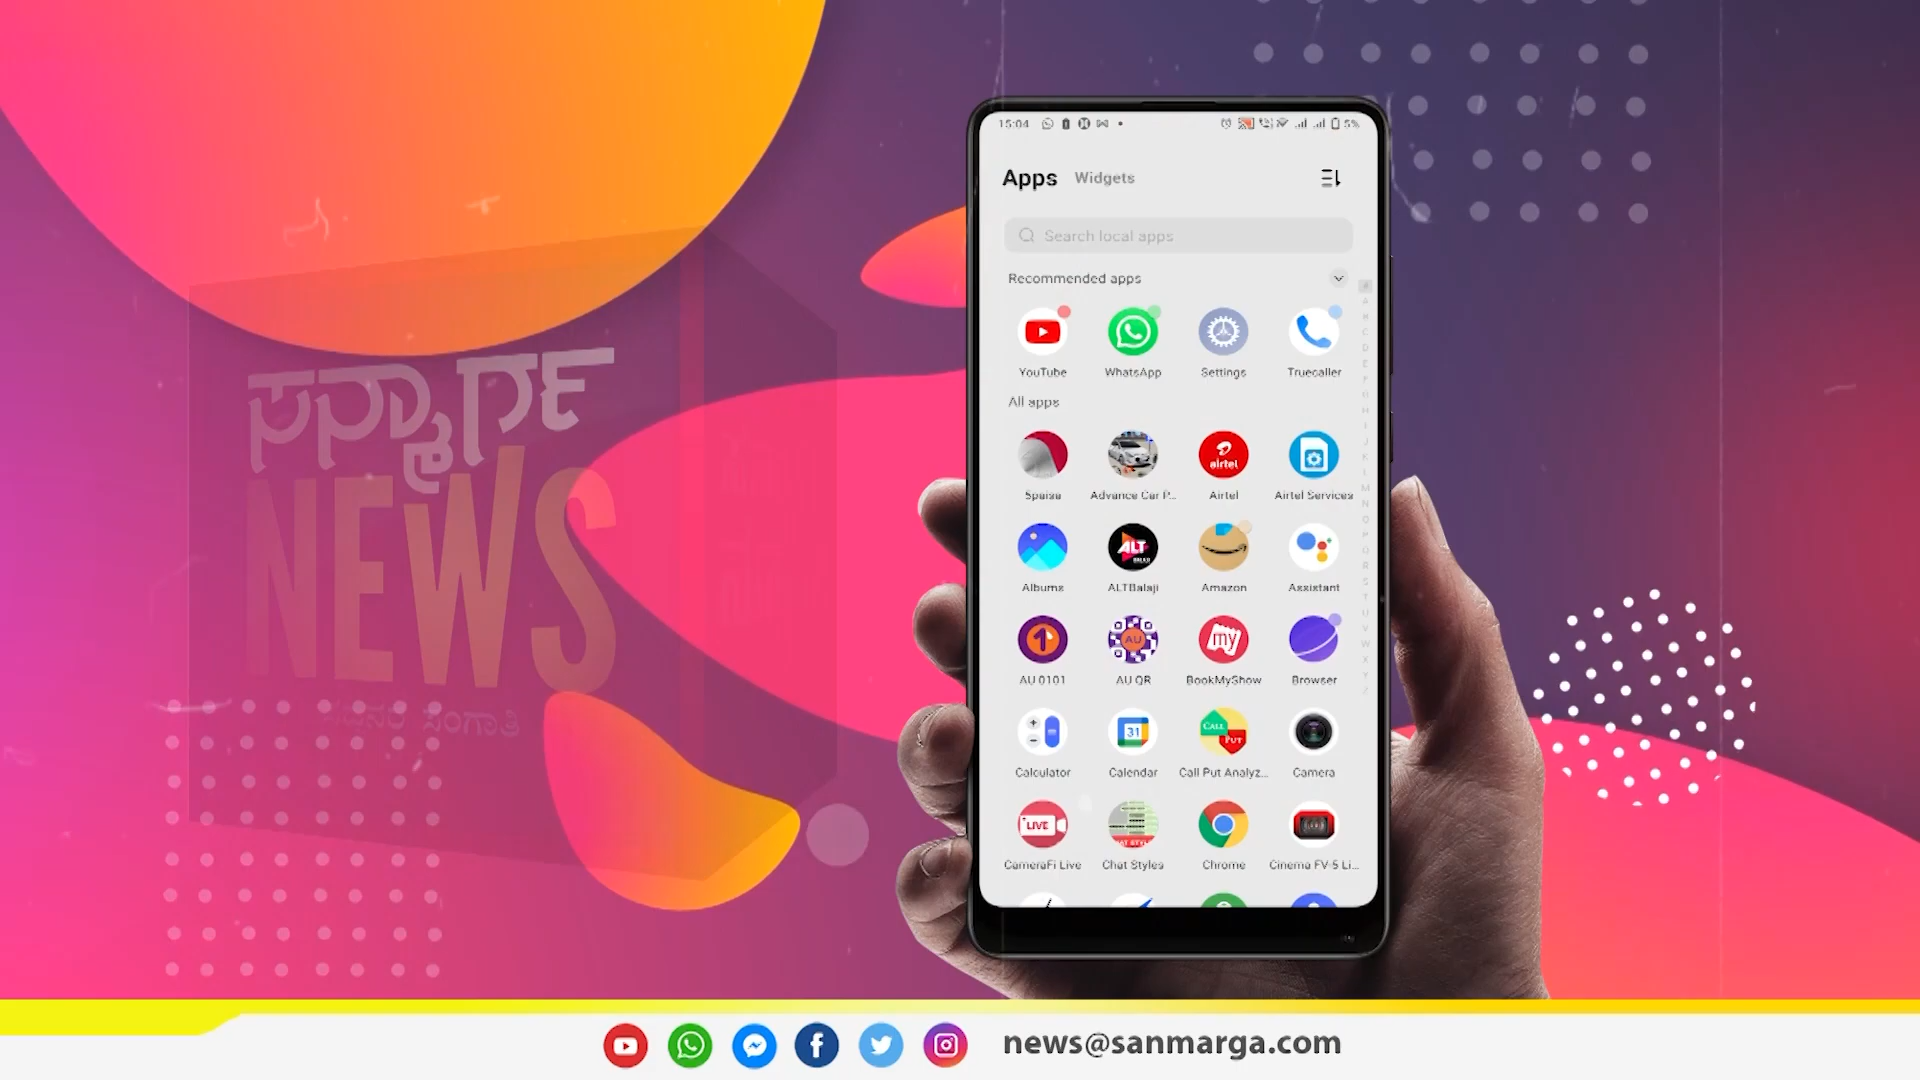 ಸನ್ಮಾರ್ಗ
NEWS
15:04
5%
Apps Widgets
Search local apps
Recommended apps
YouTube WhatsApp Settings Truecaller
All apps
5paisa Advance Car P... Airtel Airtel Services
Albums ALTBalaji Amazon Assistant
AU 0101 AU QR BookMyShow Browser
Calculator Calendar Call Put Analyz... Camera
CameraFi Live Chat Styles Chrome Cinema FV-5 Li...
news@sanmarga.com